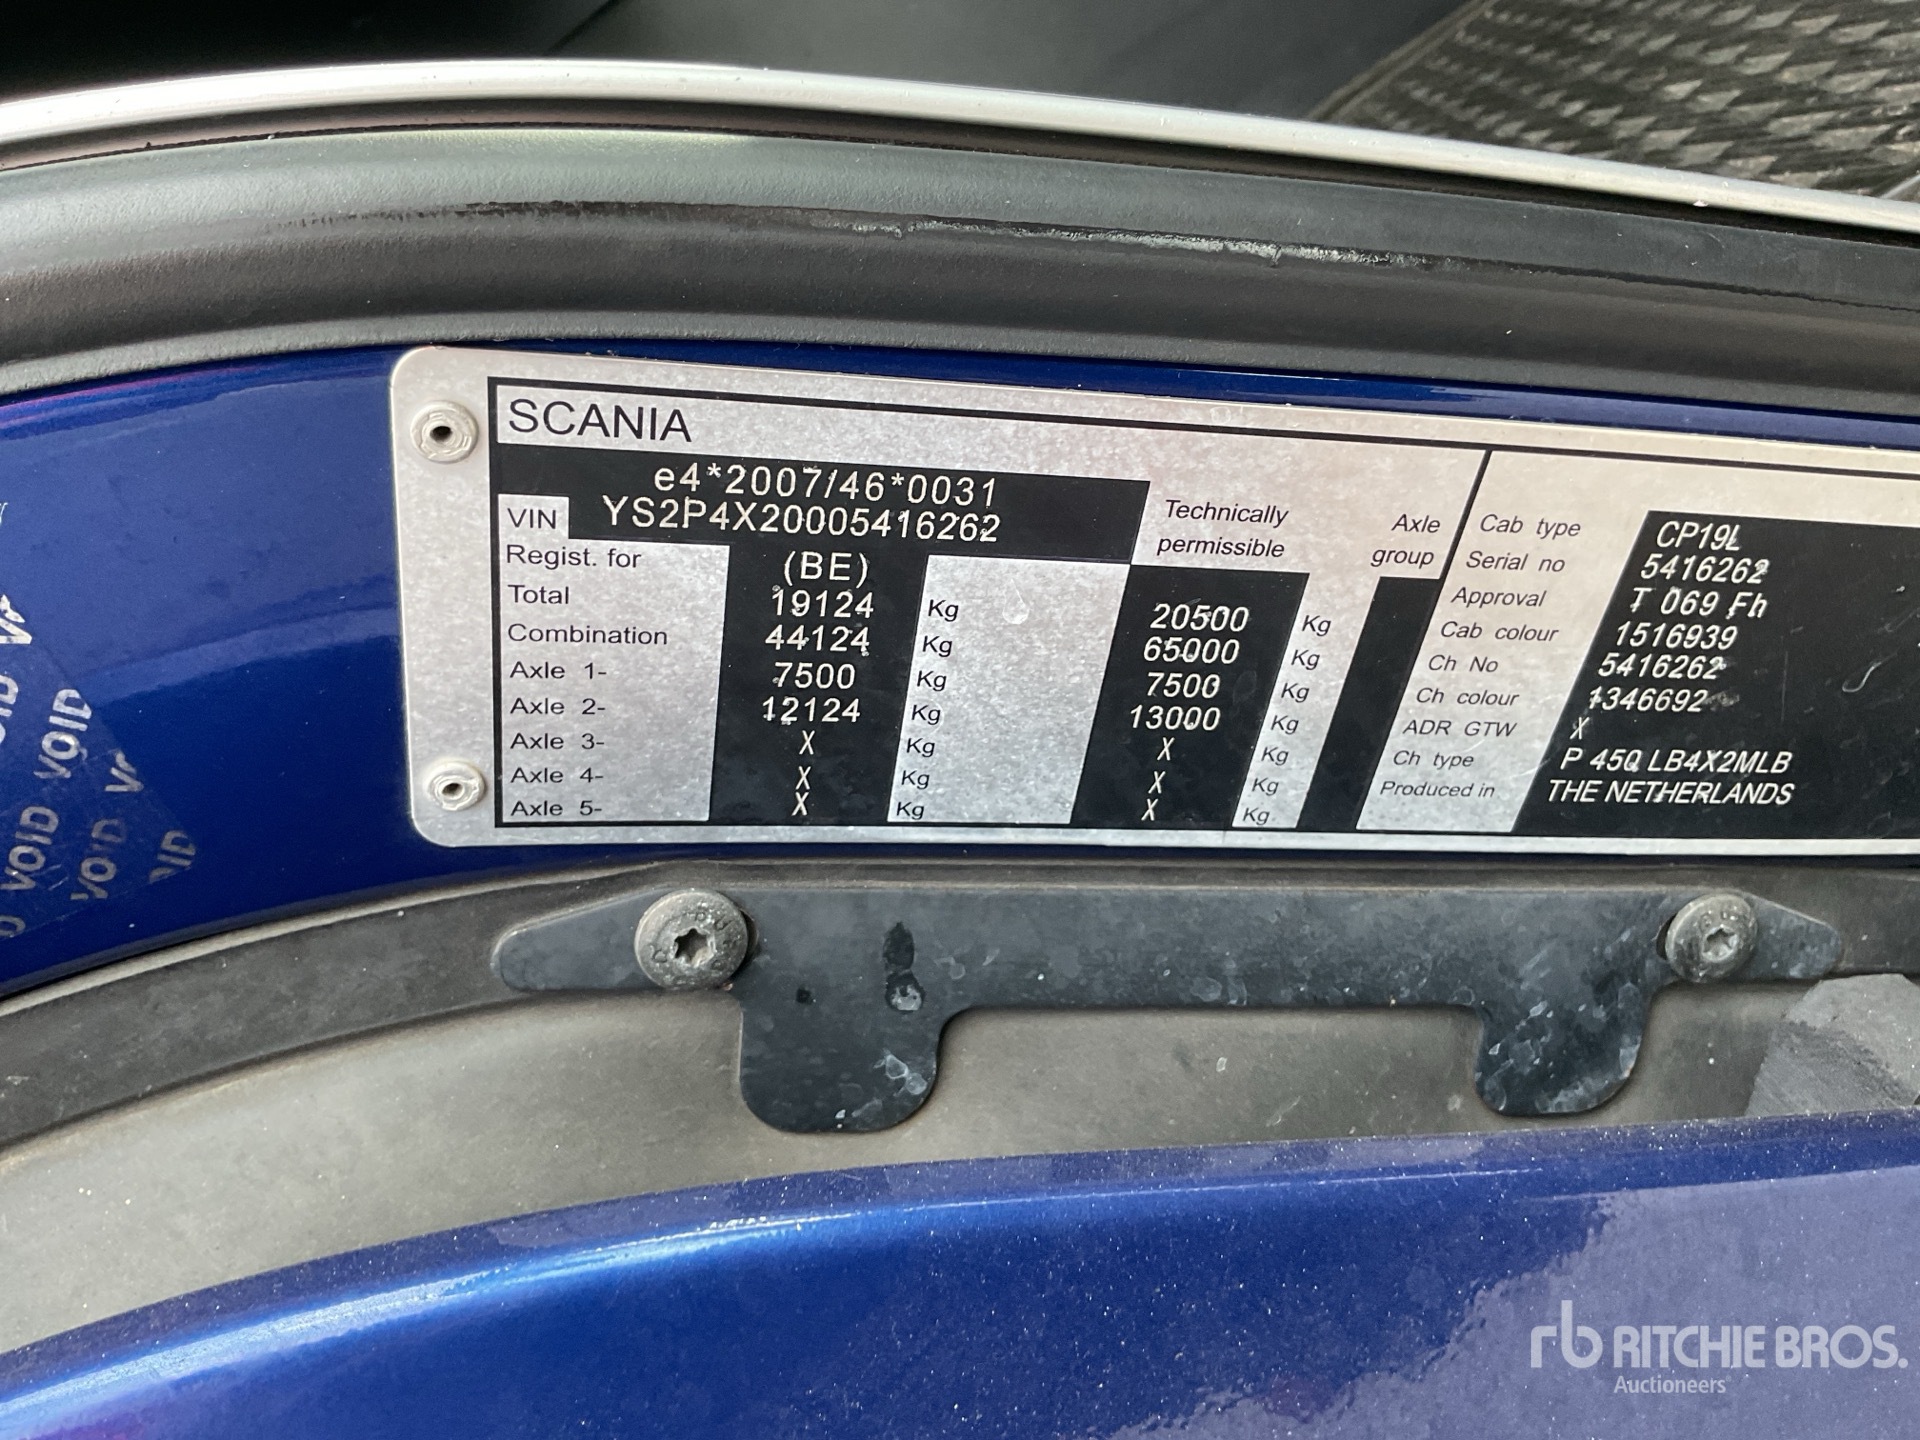 SCANIA
e4*2007/46*0031
VIN YS2P4X20005416262
Technically permissible
Axle group
Regist. for (BE)
Total 19124 Kg 20500 Kg
Combination 44124 Kg 65000 Kg
Axle 1- 7500 Kg 7500 Kg
Axle 2- 12124 Kg 13000 Kg
Axle 3- X Kg X Kg
Axle 4- X Kg X Kg
Axle 5- X Kg X Kg
Cab type CP19L
Serial no 5416262
Approval T 069 Fh
Cab colour 1516939
Ch No 5416262
Ch colour 1346692
ADR GTW X
Ch type P 450 LB4X2MLB
Produced in THE NETHERLANDS
VOID VOID
VOID VOID
rb RITCHIE BROS.
Auctioneers